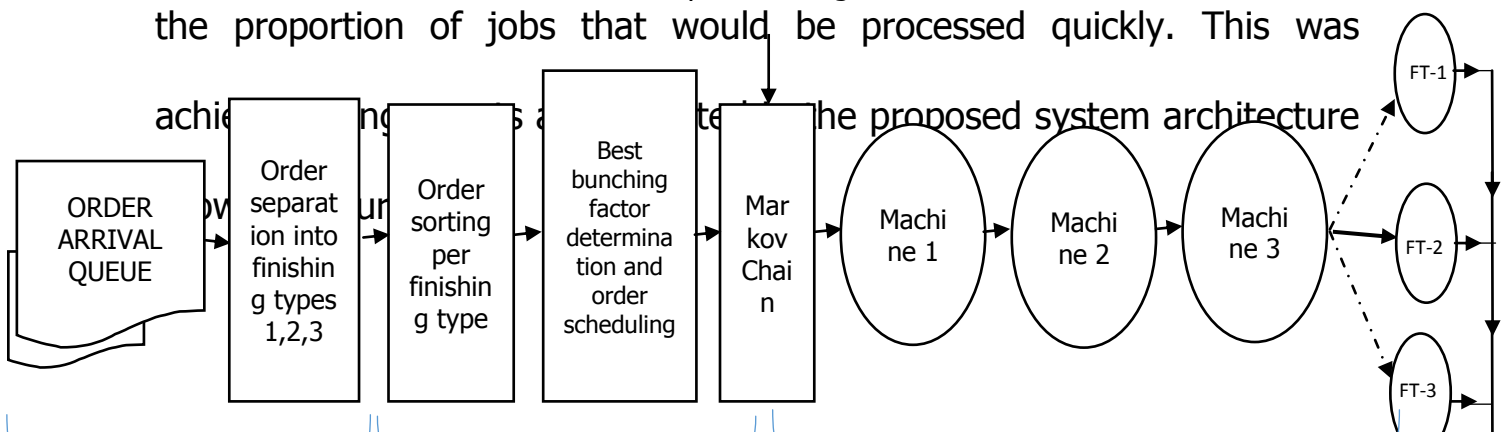 the proportion of jobs that would be processed quickly. This was
the proposed system architecture
ORDER
ARRIVAL
QUEUE
Order
separat
ion into
finishin
g types
1,2,3
Order
sorting
per
finishin
g type
Best
bunching
factor
determina
tion and
order
scheduling
Mar
kov
Chai
n
Machi
ne 1
Machi
ne 2
Machi
ne 3
FT-1
FT-2
FT-3